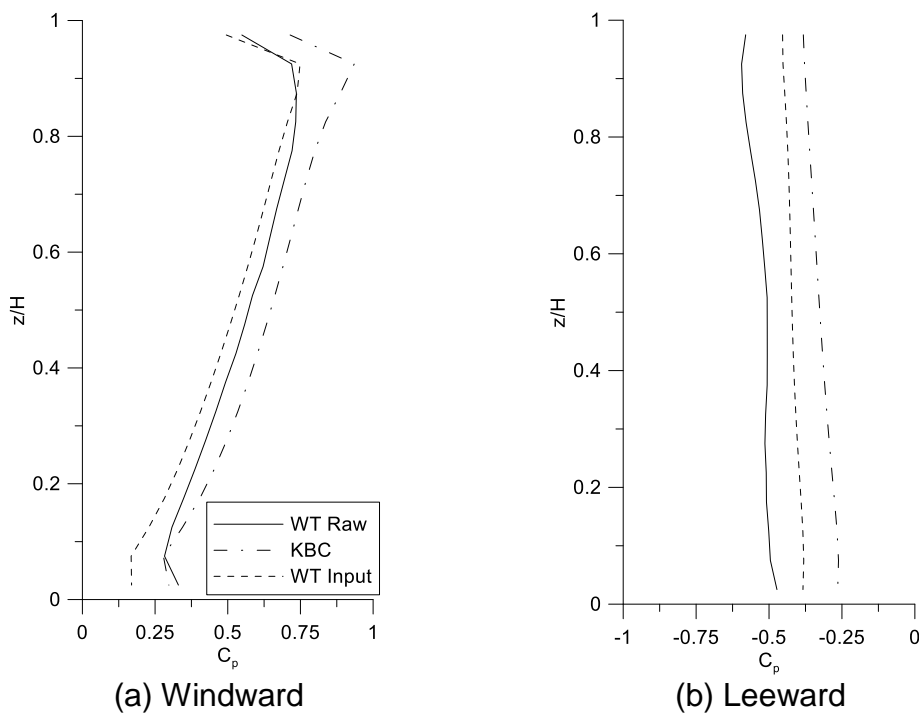 1
0.8
0.6
0.4
0.2
0
z/H
0 0.25 0.5 0.75 1
C_p
WT Raw
KBC
WT Input
(a) Windward
1
0.8
0.6
0.4
0.2
0
z/H
-1 -0.75 -0.5 -0.25 0
C_p
(b) Leeward